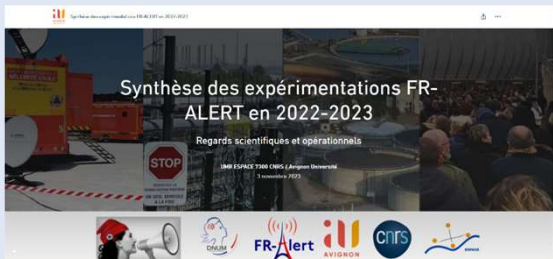 Synthèse des expérimentations FR-ALERT en 2022-2023
Synthèse des expérimentations FR-
ALERT en 2022-2023
Regards scientifiques et opérationnels
UMR ESPACE 7300 CNRS / Avignon Université
3 novembre 2023
STOP
DNUM
FR-Alert
AVIGNON
cnrs
ESPACE